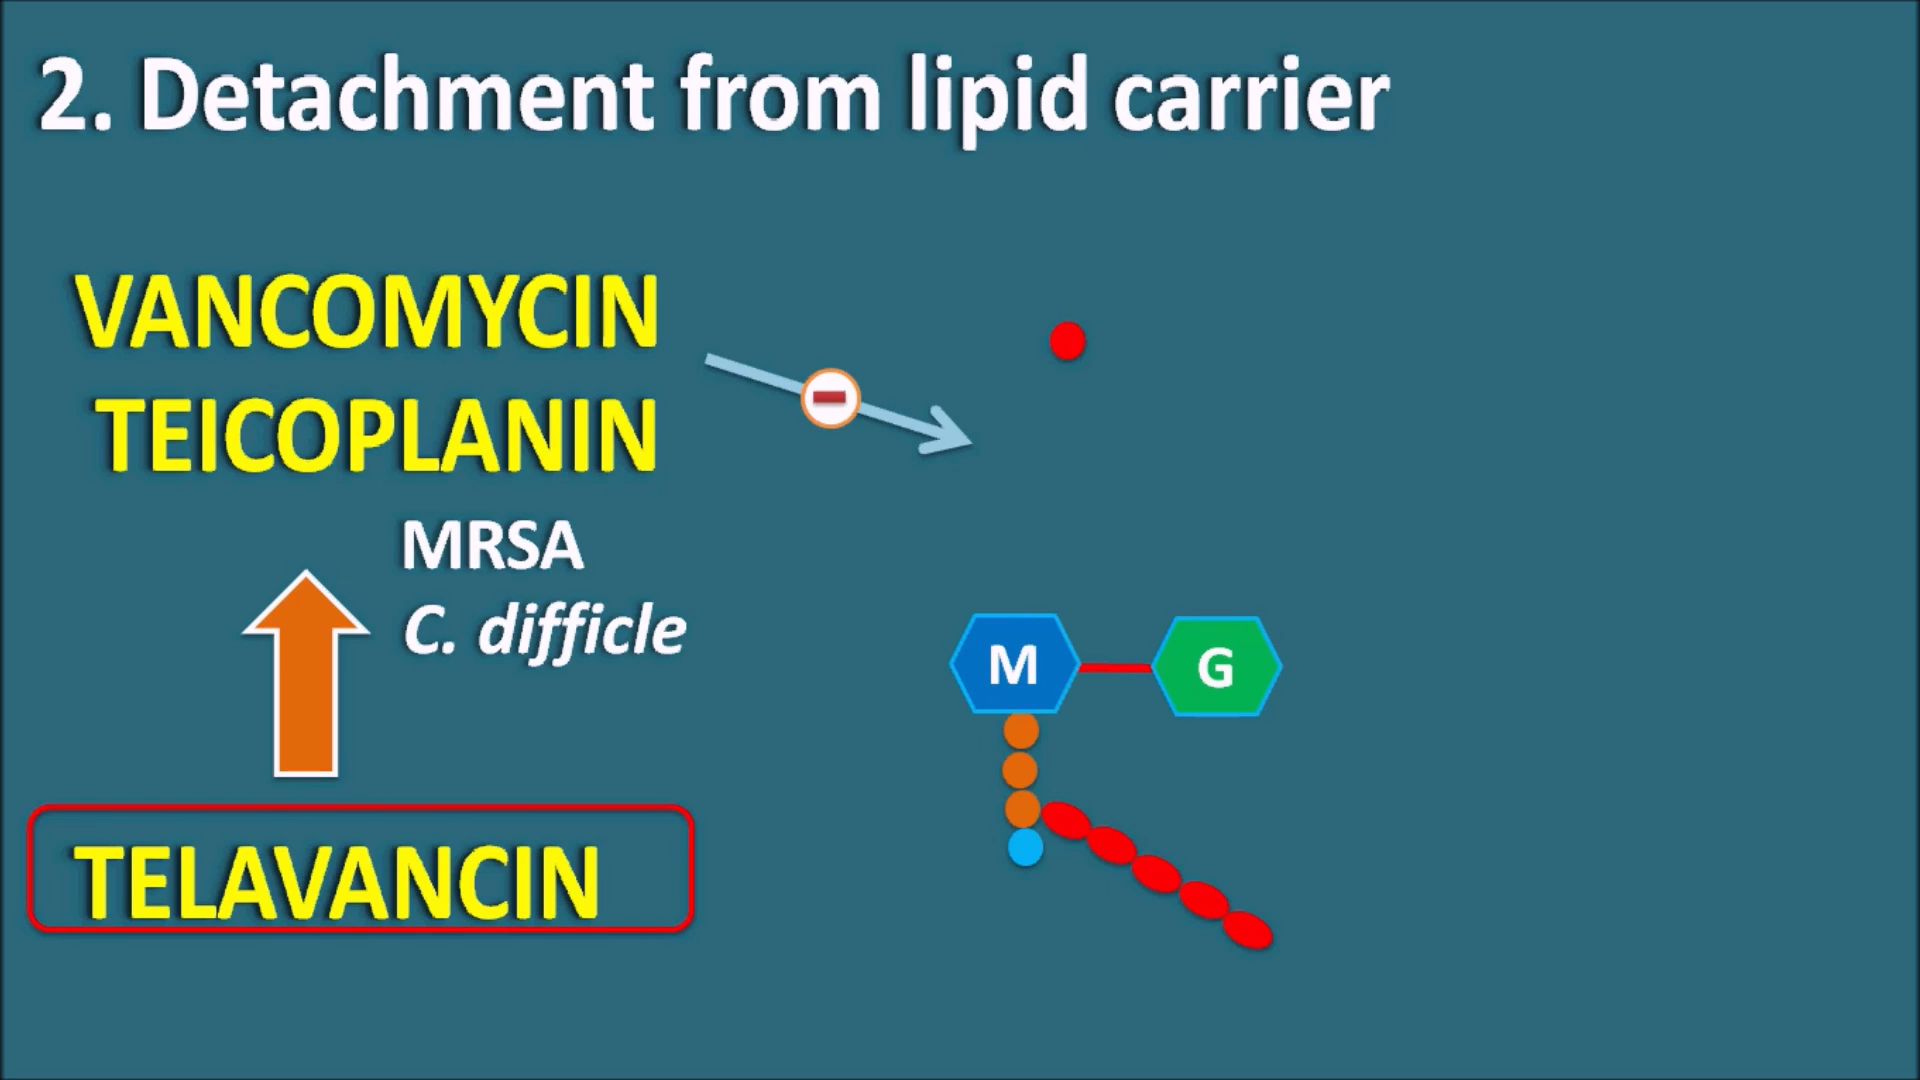 2. Detachment from lipid carrier
VANCOMYCIN
TEICOPLANIN
MRSA
C. difficle
M
G
TELAVANCIN